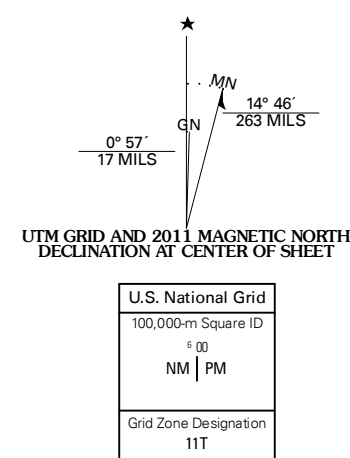 ★
MN
14° 46´
263 MILS
GN
0° 57´
17 MILS
UTM GRID AND 2011 MAGNETIC NORTH
DECLINATION AT CENTER OF SHEET
U.S. National Grid
100,000-m Square ID
6 00
NM | PM
Grid Zone Designation
11T